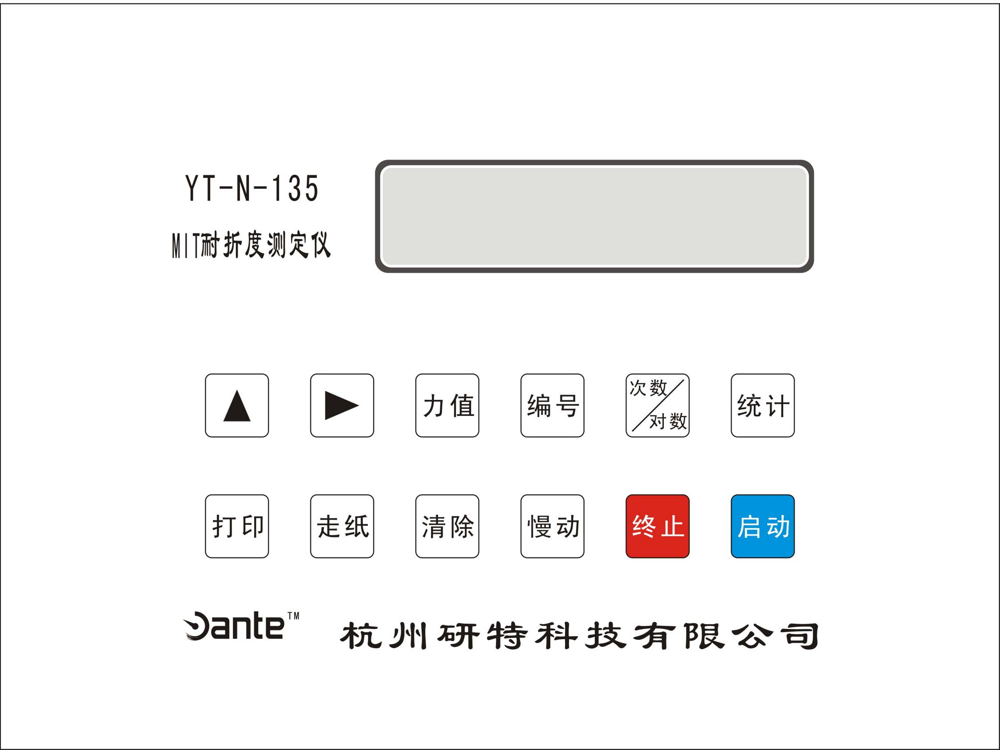 YT-N-135
MIT耐折度测定仪
力值
编号
次数
对数
统计
打印
走纸
清除
慢动
终止
启动
Dante™
杭州研特科技有限公司